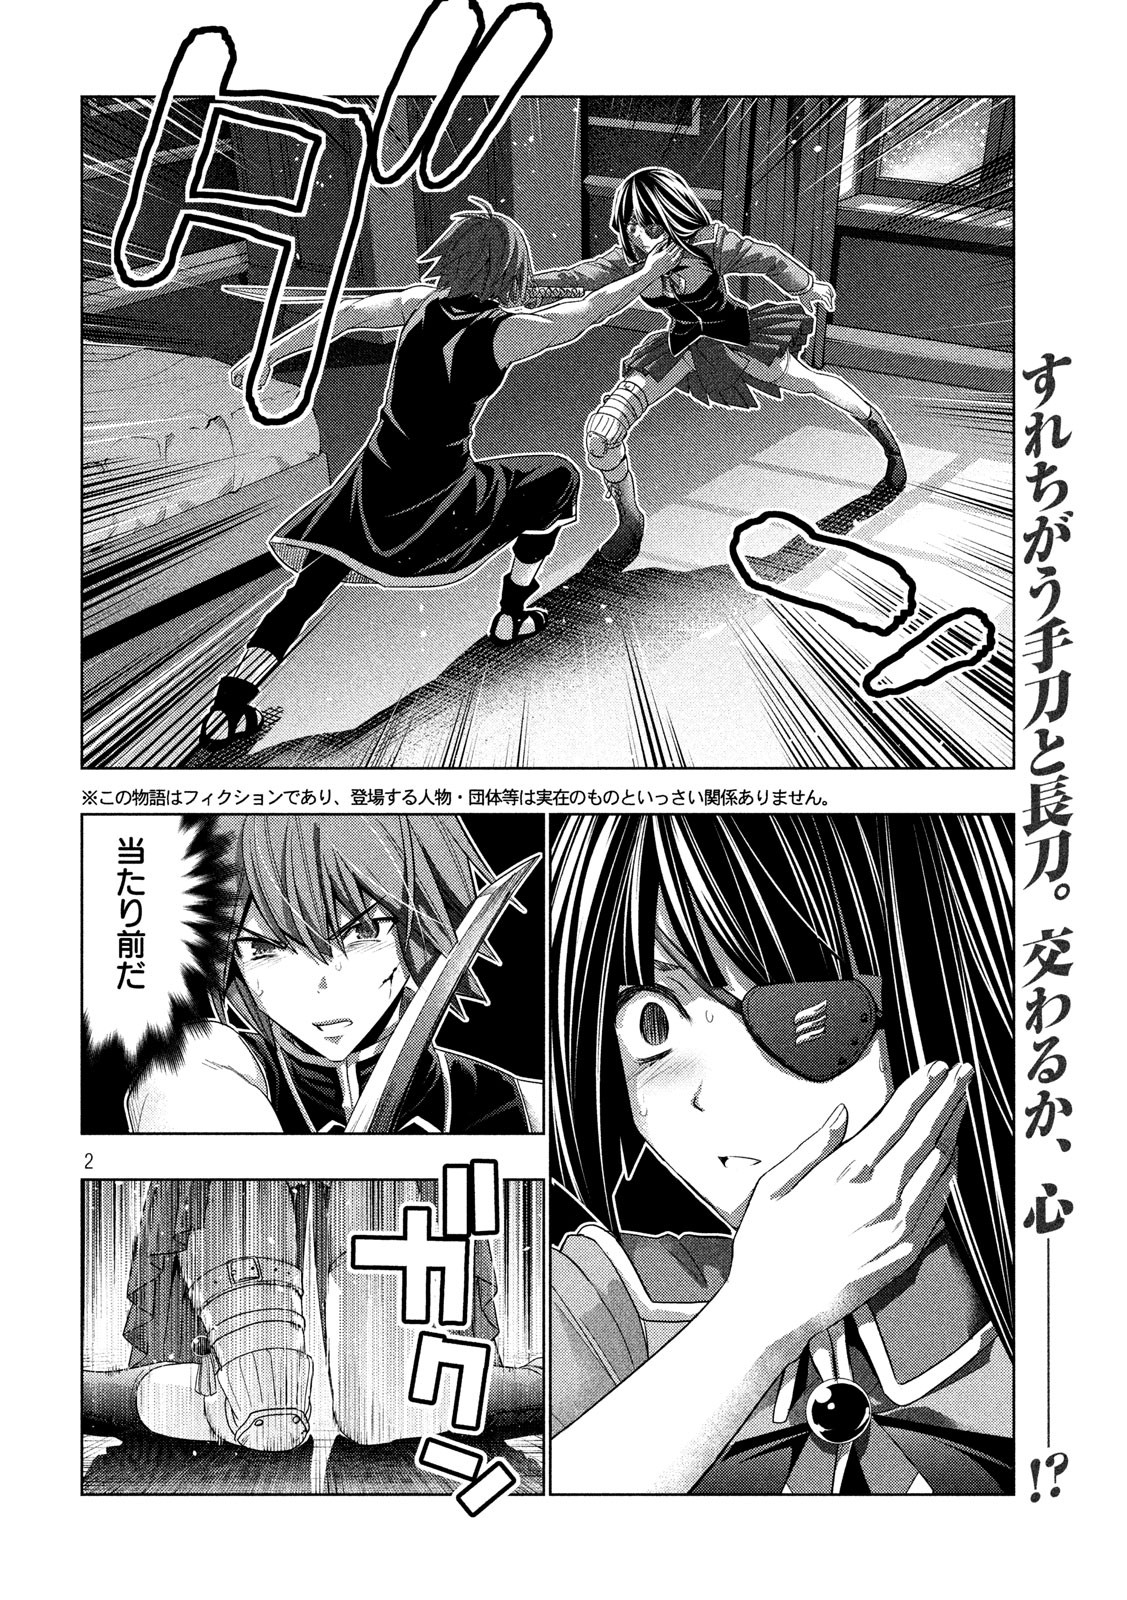 ダンッ
すれちがう手刀と長刀。交わるか、心――!?
※この物語はフィクションであり、登場する人物・団体等は実在のものといっさい関係ありません。
当たり前だ
ガクンッ
2